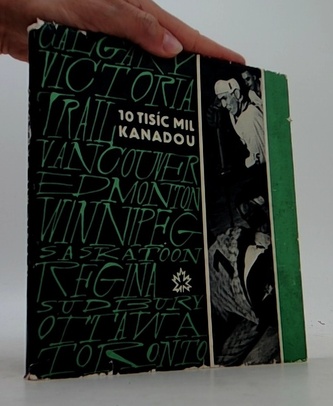 CALGARY
VICTORIA
TRAIL
10 TISÍC MIL
KANADOU
VANCOUVER
EDMONTON
WINNIPEG
SASKATOON
REGINA
SUDBURY
OTTAWA
TORONTO